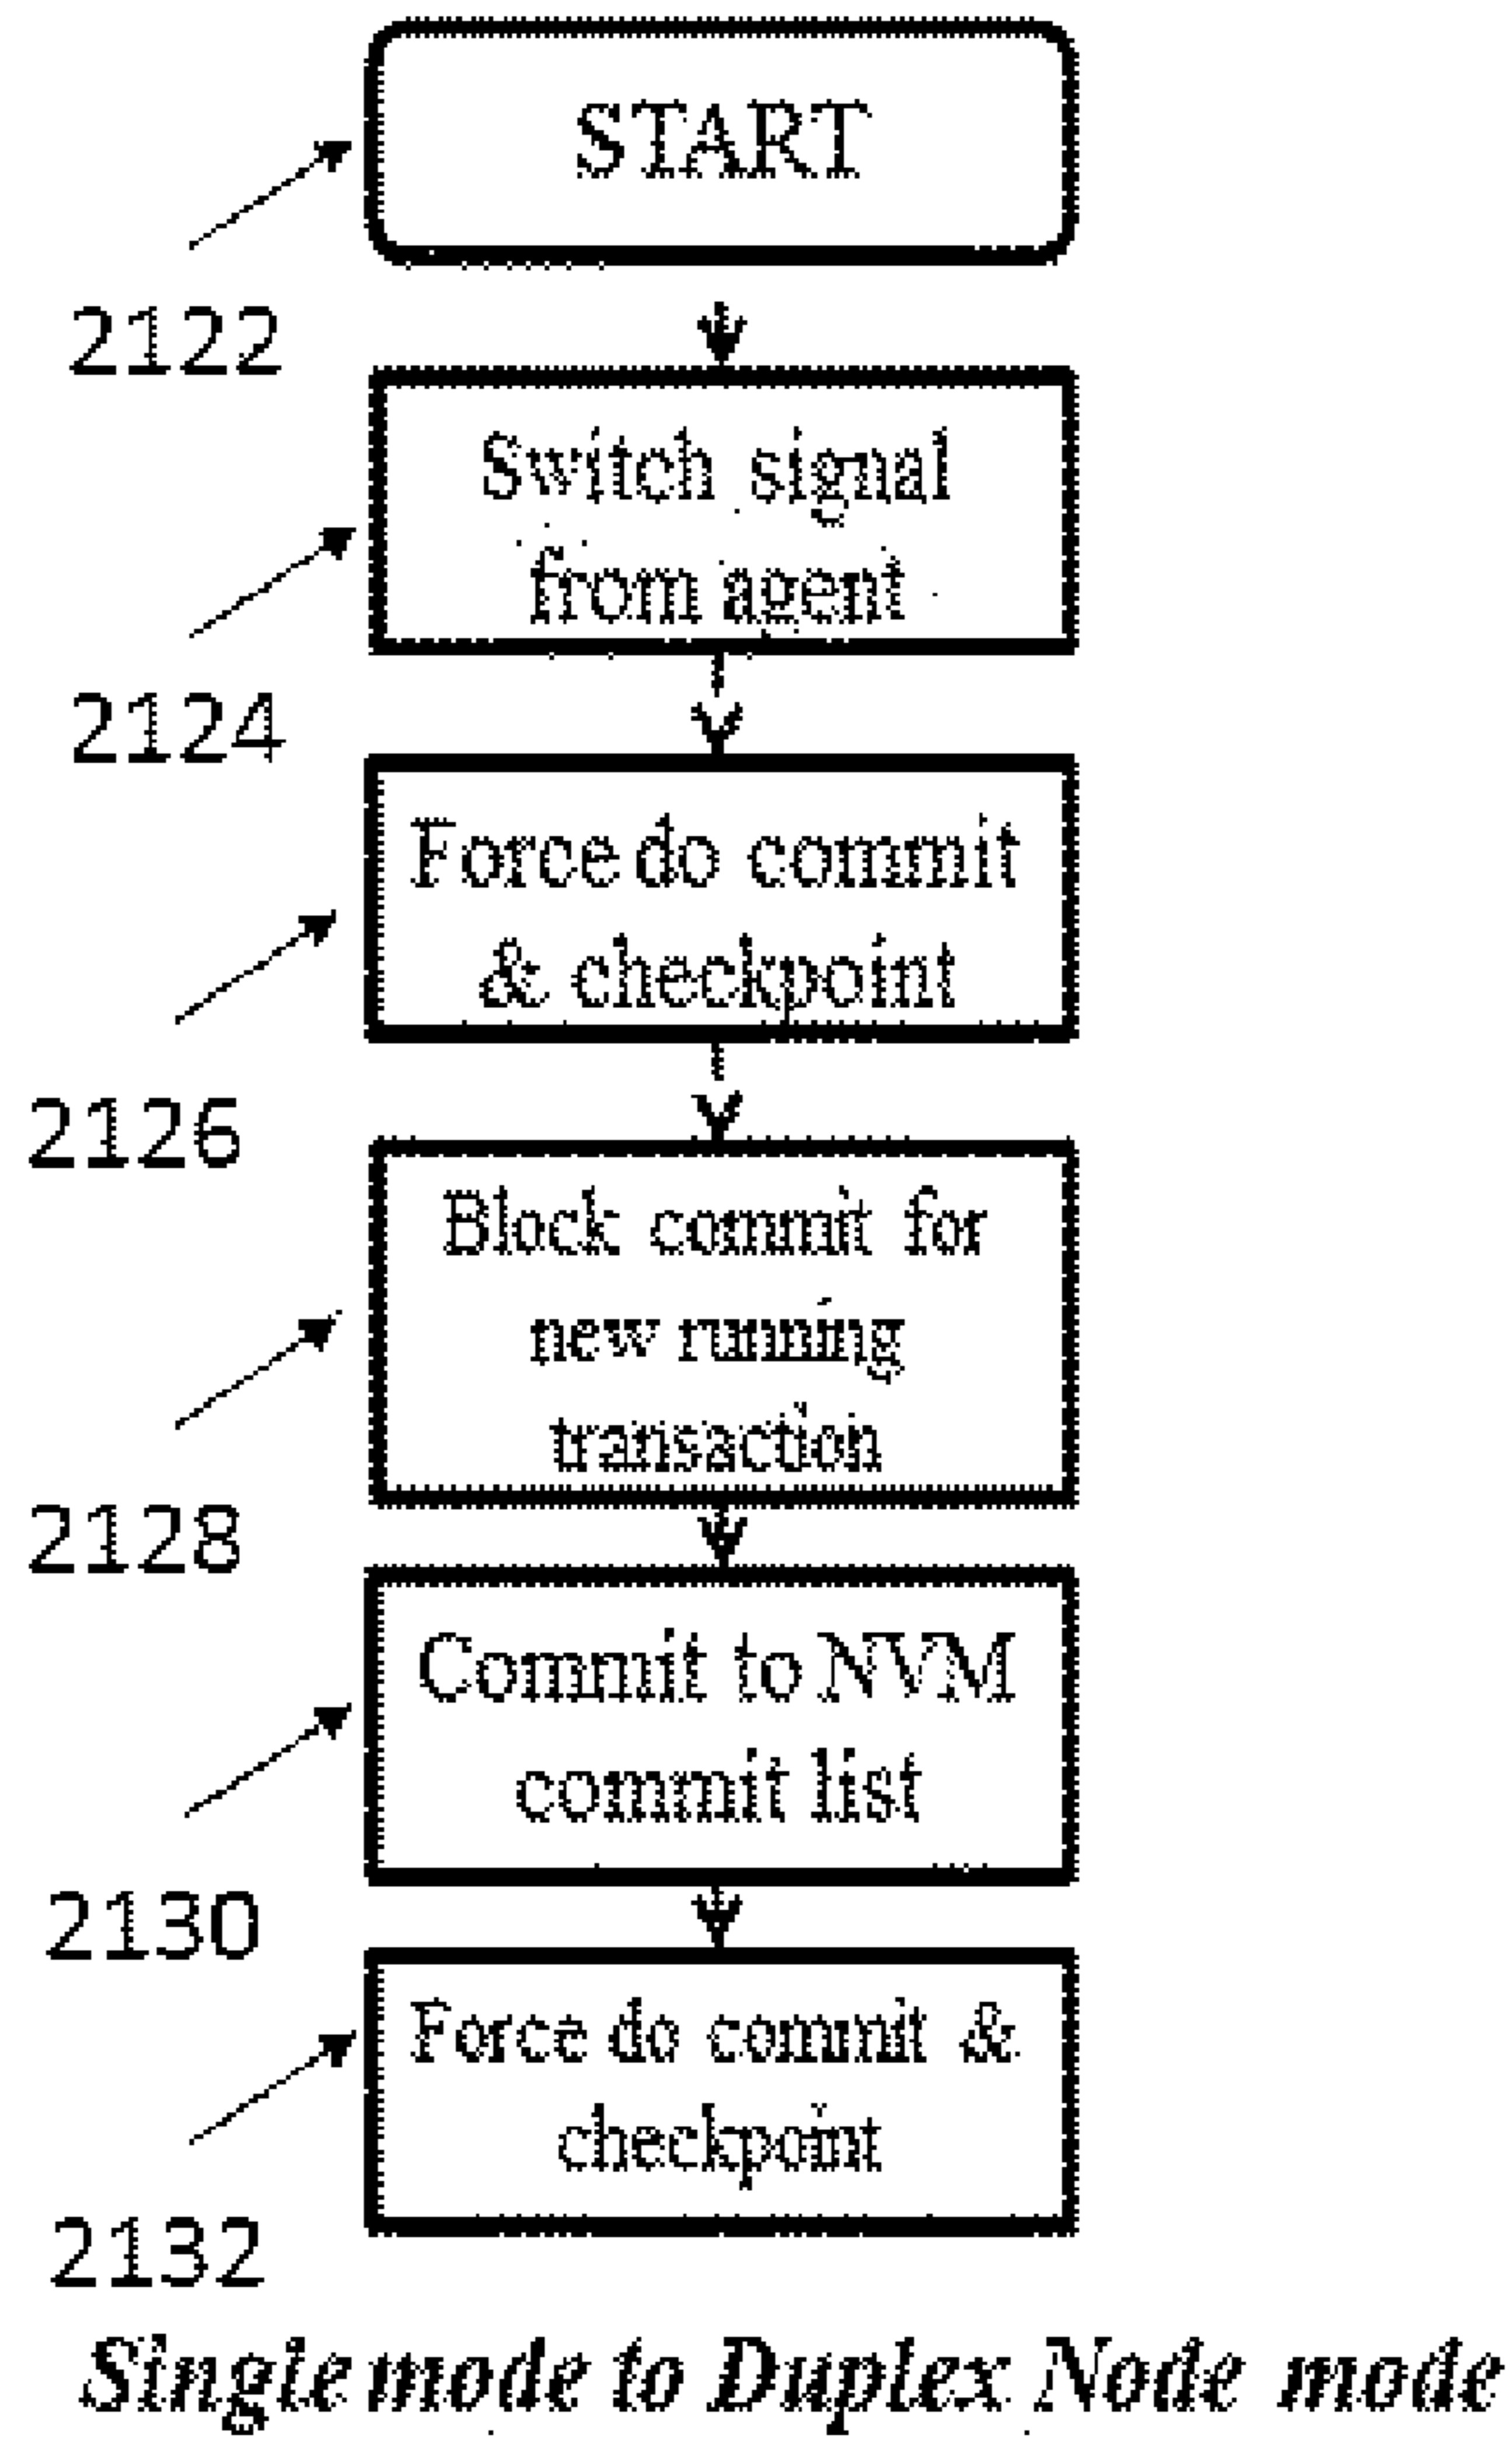 START
2122
Switch signal
from agent
2124
Force do commit
& checkpoint
2126
Block commit for
new running
transaction
2128
Commit to NVM
commit list
2130
Force do commit &
checkpoint
2132
Single mode to Duplex Node mode